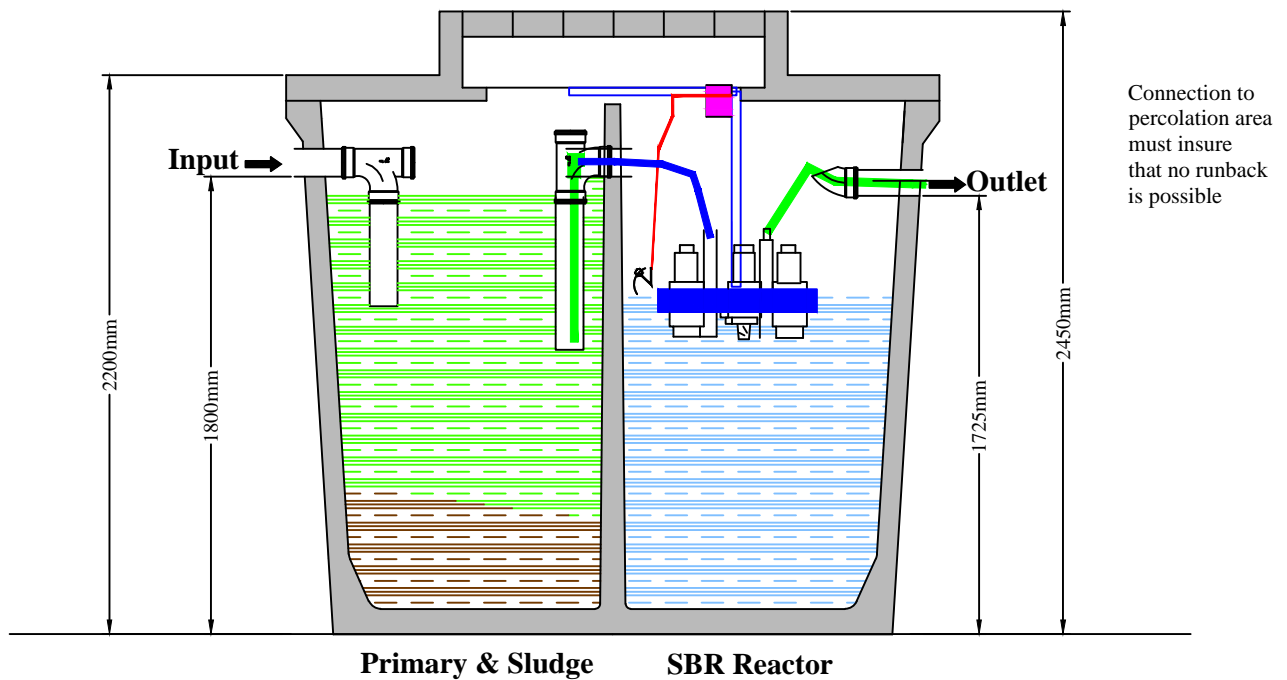 Input
Outlet
Connection to
percolation area
must insure
that no runback
is possible
2200mm
1800mm
1725mm
2450mm
Primary & Sludge
SBR Reactor